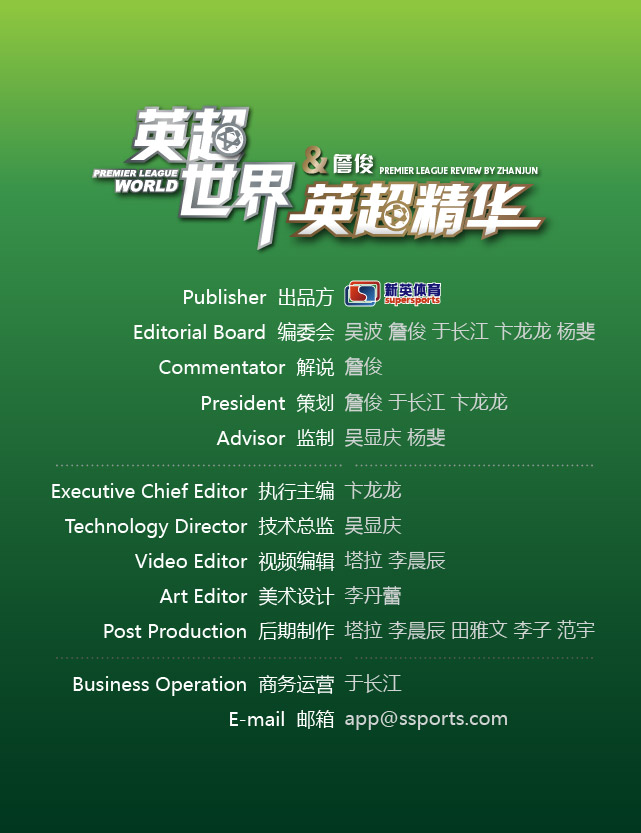 英超
PREMIER LEAGUE
WORLD
世界
& 詹俊 PREMIER LEAGUE REVIEW BY ZHANJUN
英超精华
Publisher 出品方 新英体育 supersports
Editorial Board 编委会 吴波 詹俊 于长江 卞龙龙 杨斐
Commentator 解说 詹俊
President 策划 詹俊 于长江 卞龙龙
Advisor 监制 吴显庆 杨斐
Executive Chief Editor 执行主编 卞龙龙
Technology Director 技术总监 吴显庆
Video Editor 视频编辑 塔拉 李晨辰
Art Editor 美术设计 李丹蕾
Post Production 后期制作 塔拉 李晨辰 田雅文 李子 范宇
Business Operation 商务运营 于长江
E-mail 邮箱 app@ssports.com